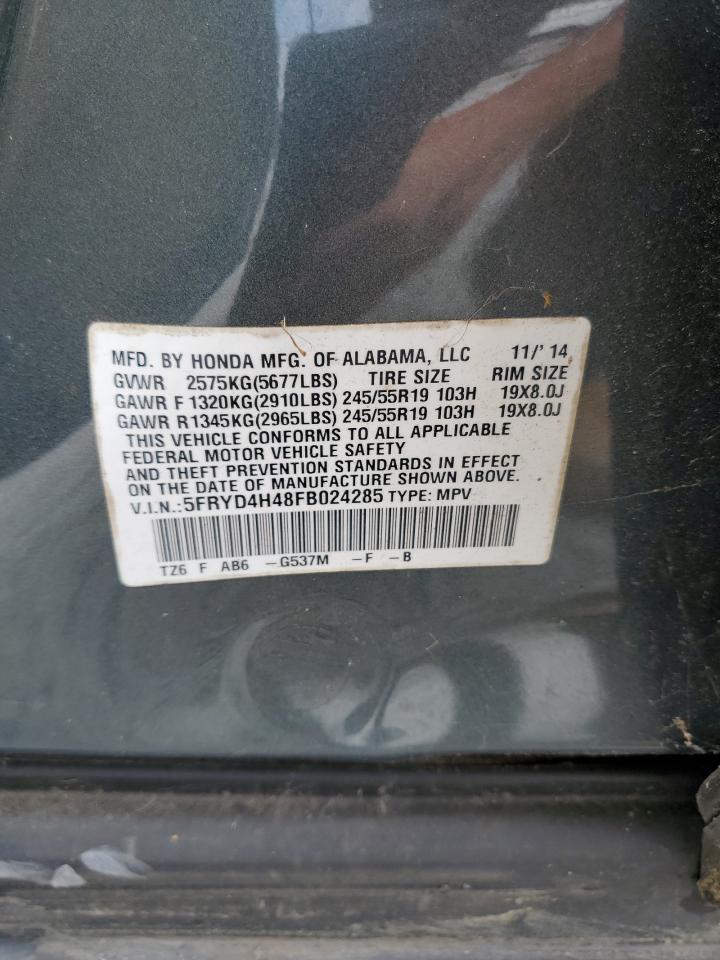 MFD. BY HONDA MFG. OF ALABAMA, LLC 11/'14
GVWR 2575KG(5677LBS) TIRE SIZE RIM SIZE
GAWR F 1320KG(2910LBS) 245/55R19 103H 19X8.0J
GAWR R1345KG(2965LBS) 245/55R19 103H 19X8.0J
THIS VEHICLE CONFORMS TO ALL APPLICABLE
FEDERAL MOTOR VEHICLE SAFETY
AND THEFT PREVENTION STANDARDS IN EFFECT
ON THE DATE OF MANUFACTURE SHOWN ABOVE.
V.I.N.:5FRYD4H48FB024285 TYPE: MPV
TZ6 F AB6 -G537M -F -B